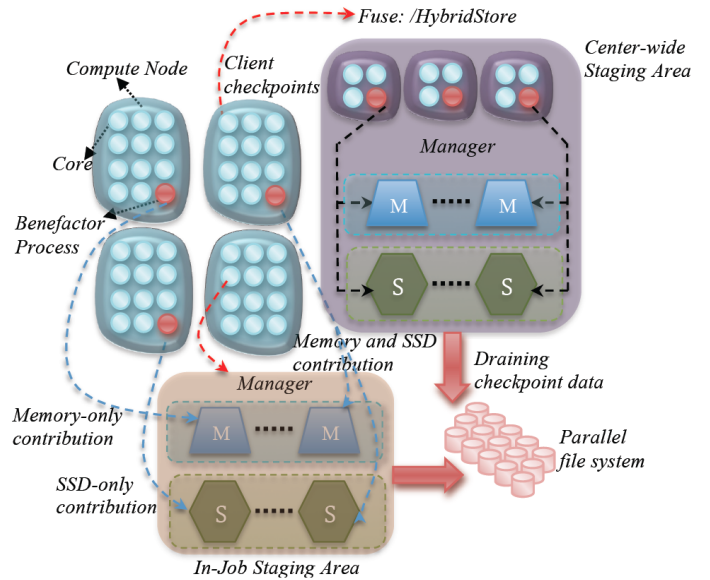 Fuse: /HybridStore
Compute Node
Client
checkpoints
Center-wide
Staging Area
Core
Manager
Benefactor
Process
M
M
S
S
Memory and SSD
contribution
Draining
checkpoint data
Manager
Memory-only
contribution
M
M
Parallel
file system
SSD-only
contribution
S
S
In-Job Staging Area